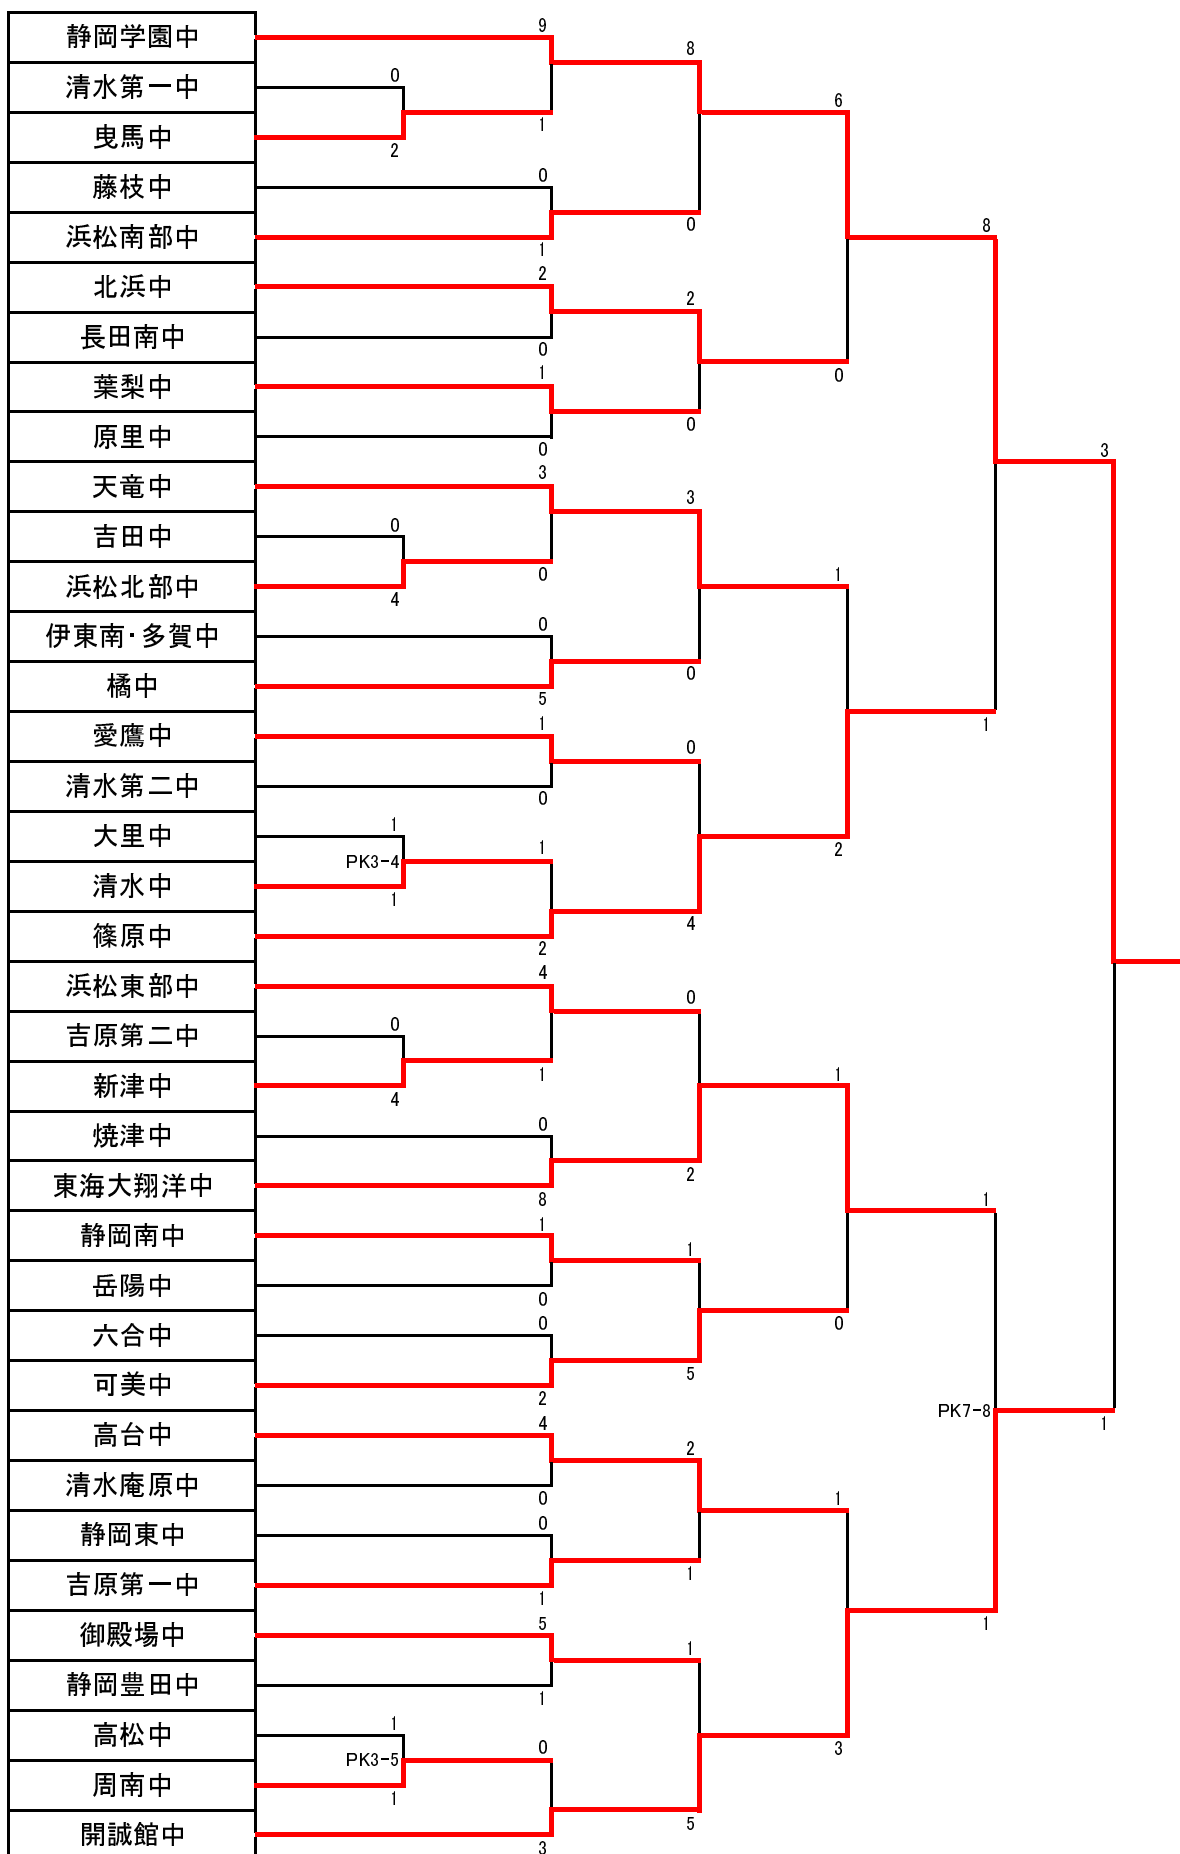 静岡学園中
清水第一中
曳馬中
藤枝中
浜松南部中
北浜中
長田南中
葉梨中
原里中
天竜中
吉田中
浜松北部中
伊東南・多賀中
橘中
愛鷹中
清水第二中
大里中
清水中
篠原中
浜松東部中
吉原第二中
新津中
焼津中
東海大翔洋中
静岡南中
岳陽中
六合中
可美中
高台中
清水庵原中
静岡東中
吉原第一中
御殿場中
静岡豊田中
高松中
周南中
開誠館中
0
2
0
4
1
PK3-4
1
0
4
1
PK3-5
1
9
1
0
1
2
0
1
0
3
0
0
5
1
0
1
2
4
1
0
8
1
0
0
2
4
0
0
1
5
1
0
3
8
0
2
0
3
0
0
4
0
2
1
5
2
1
1
5
6
0
1
2
1
0
1
3
8
1
1
PK7-8
1
3
1